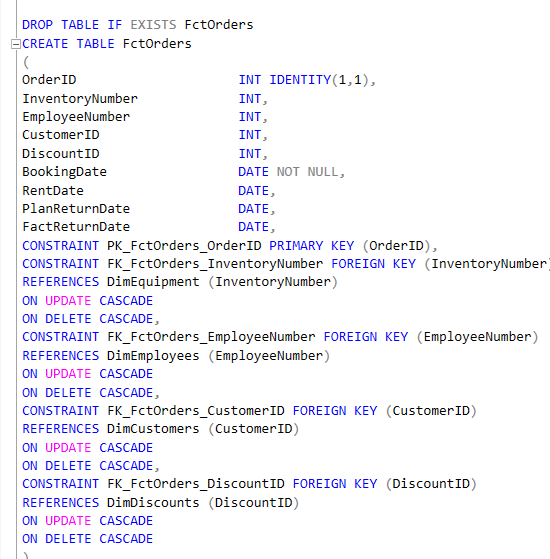 DROP TABLE IF EXISTS FctOrders
CREATE TABLE FctOrders
(
OrderID INT IDENTITY(1,1),
InventoryNumber INT,
EmployeeNumber INT,
CustomerID INT,
DiscountID INT,
BookingDate DATE NOT NULL,
RentDate DATE,
PlanReturnDate DATE,
FactReturnDate DATE,
CONSTRAINT PK_FctOrders_OrderID PRIMARY KEY (OrderID),
CONSTRAINT FK_FctOrders_InventoryNumber FOREIGN KEY (InventoryNumber)
REFERENCES DimEquipment (InventoryNumber)
ON UPDATE CASCADE
ON DELETE CASCADE,
CONSTRAINT FK_FctOrders_EmployeeNumber FOREIGN KEY (EmployeeNumber)
REFERENCES DimEmployees (EmployeeNumber)
ON UPDATE CASCADE
ON DELETE CASCADE,
CONSTRAINT FK_FctOrders_CustomerID FOREIGN KEY (CustomerID)
REFERENCES DimCustomers (CustomerID)
ON UPDATE CASCADE
ON DELETE CASCADE,
CONSTRAINT FK_FctOrders_DiscountID FOREIGN KEY (DiscountID)
REFERENCES DimDiscounts (DiscountID)
ON UPDATE CASCADE
ON DELETE CASCADE
)